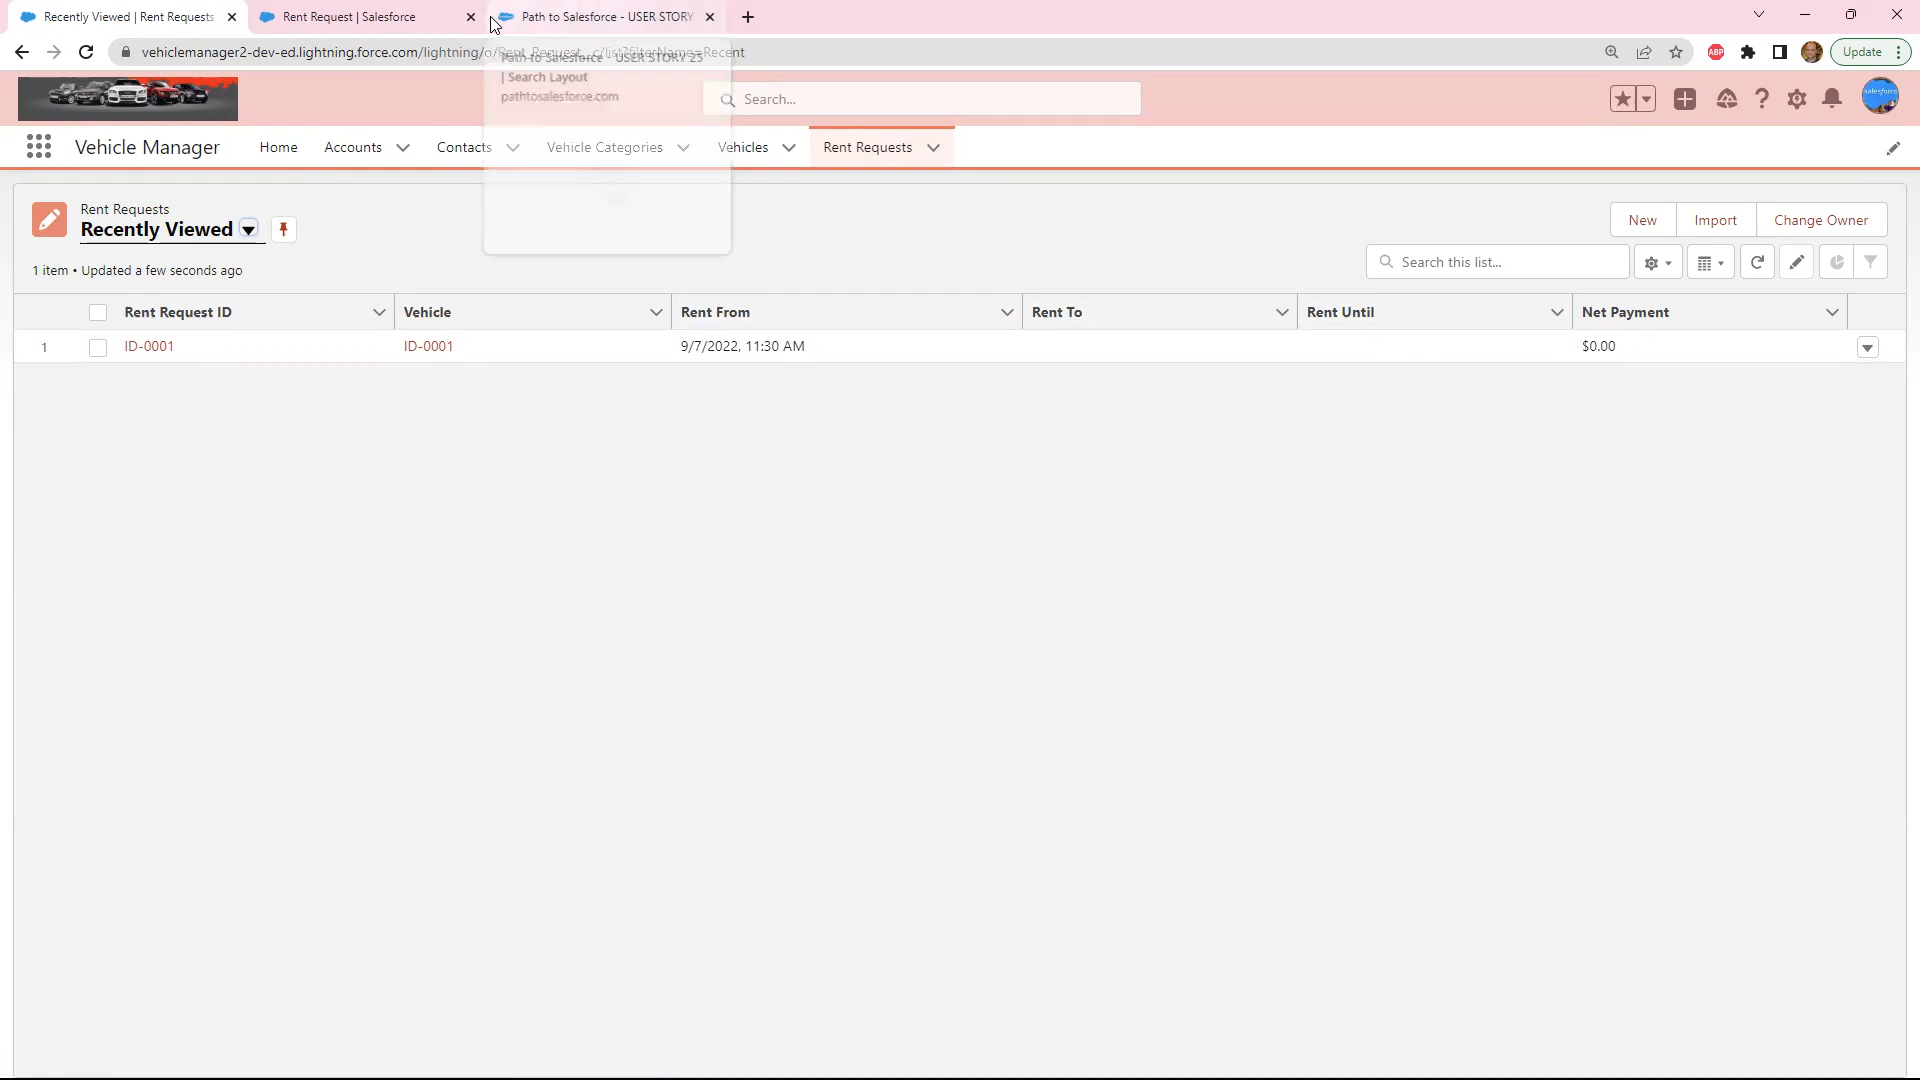 Recently Viewed | Rent Requests
Rent Request | Salesforce
Path to Salesforce - USER STORY
vehiclemanager2-dev-ed.lightning.force.com/lightning/o/Rent_Request__c/list?filterName=Recent
ABP
Update
Path to Salesforce - USER STORY 25
| Search Layout
pathtosalesforce.com
Search...
salesforce
Vehicle Manager
Home
Accounts
Contacts
Vehicle Categories
Vehicles
Rent Requests
Rent Requests
Recently Viewed
New
Import
Change Owner
1 item • Updated a few seconds ago
Search this list...
Rent Request ID
Vehicle
Rent From
Rent To
Rent Until
Net Payment
1
ID-0001
ID-0001
9/7/2022, 11:30 AM
$0.00